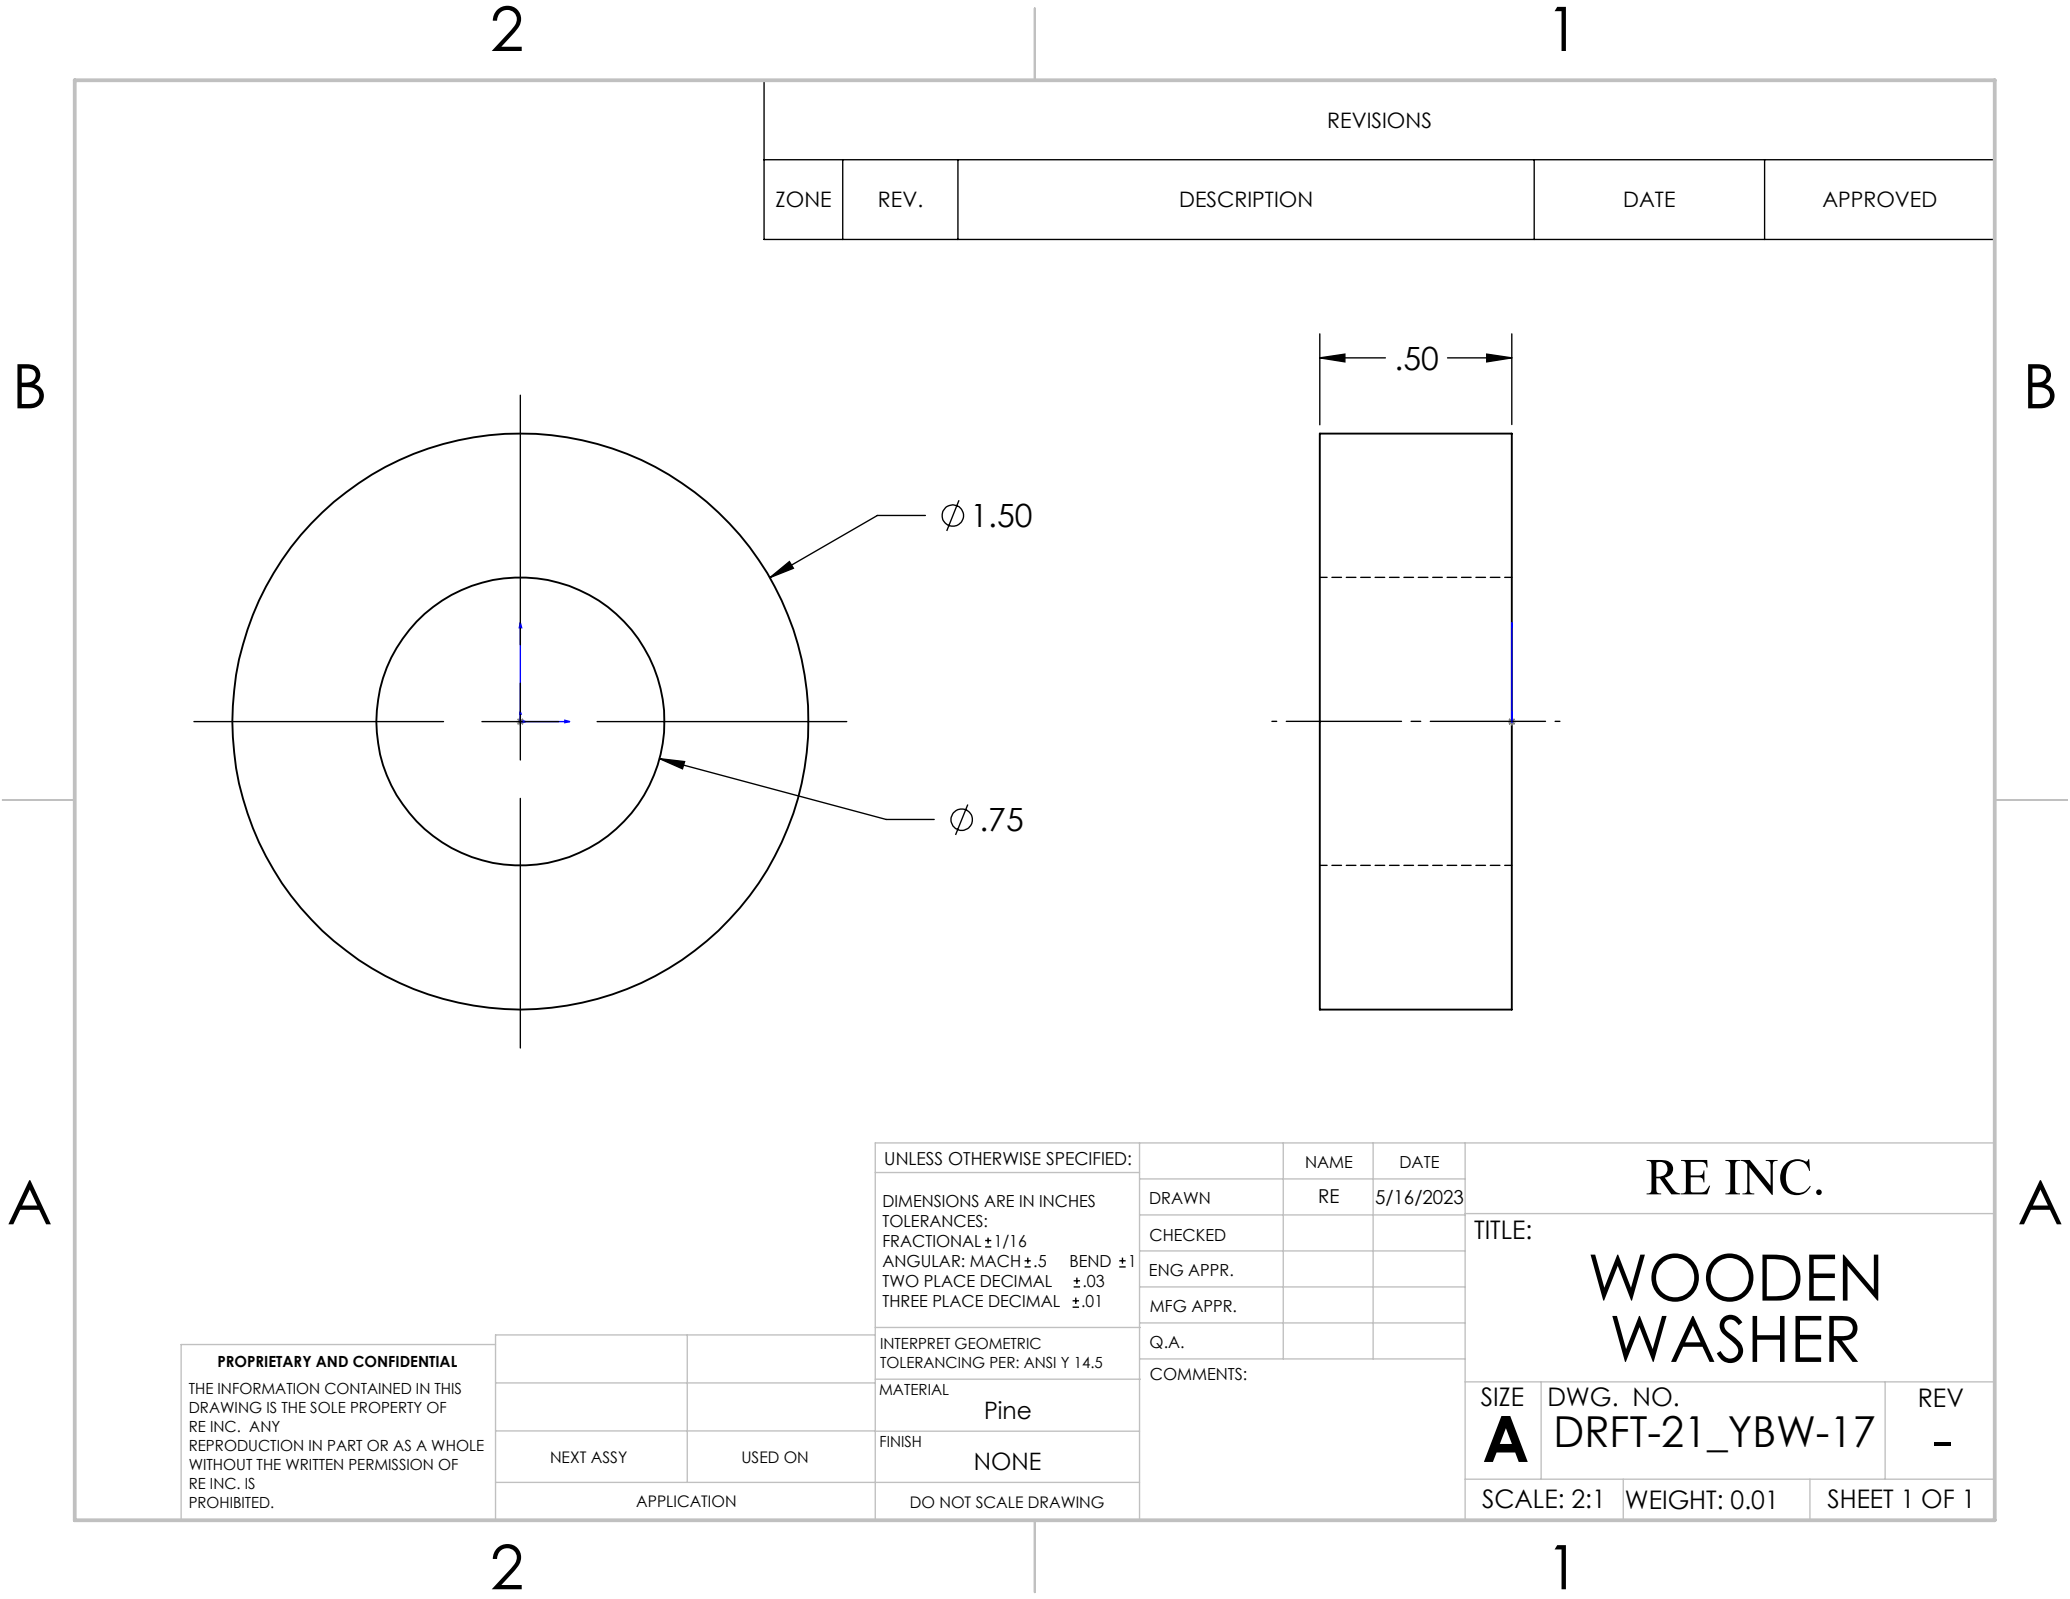 2
1
REVISIONS
ZONE
REV.
DESCRIPTION
DATE
APPROVED
B
B
.50
∅1.50
∅.75
A
A
UNLESS OTHERWISE SPECIFIED:
DIMENSIONS ARE IN INCHES
TOLERANCES:
FRACTIONAL ±1/16
ANGULAR: MACH ±.5 BEND ±1
TWO PLACE DECIMAL ±.03
THREE PLACE DECIMAL ±.01
INTERPRET GEOMETRIC
TOLERANCING PER: ANSI Y 14.5
MATERIAL
Pine
FINISH
NONE
DO NOT SCALE DRAWING
NAME
DATE
DRAWN
RE
5/16/2023
CHECKED
ENG APPR.
MFG APPR.
Q.A.
COMMENTS:
RE INC.
TITLE:
WOODEN
WASHER
SIZE
A
DWG. NO.
DRFT-21_YBW-17
REV
-
SCALE: 2:1
WEIGHT: 0.01
SHEET 1 OF 1
PROPRIETARY AND CONFIDENTIAL
THE INFORMATION CONTAINED IN THIS
DRAWING IS THE SOLE PROPERTY OF
RE INC. ANY
REPRODUCTION IN PART OR AS A WHOLE
WITHOUT THE WRITTEN PERMISSION OF
RE INC. IS
PROHIBITED.
NEXT ASSY
USED ON
APPLICATION
2
1